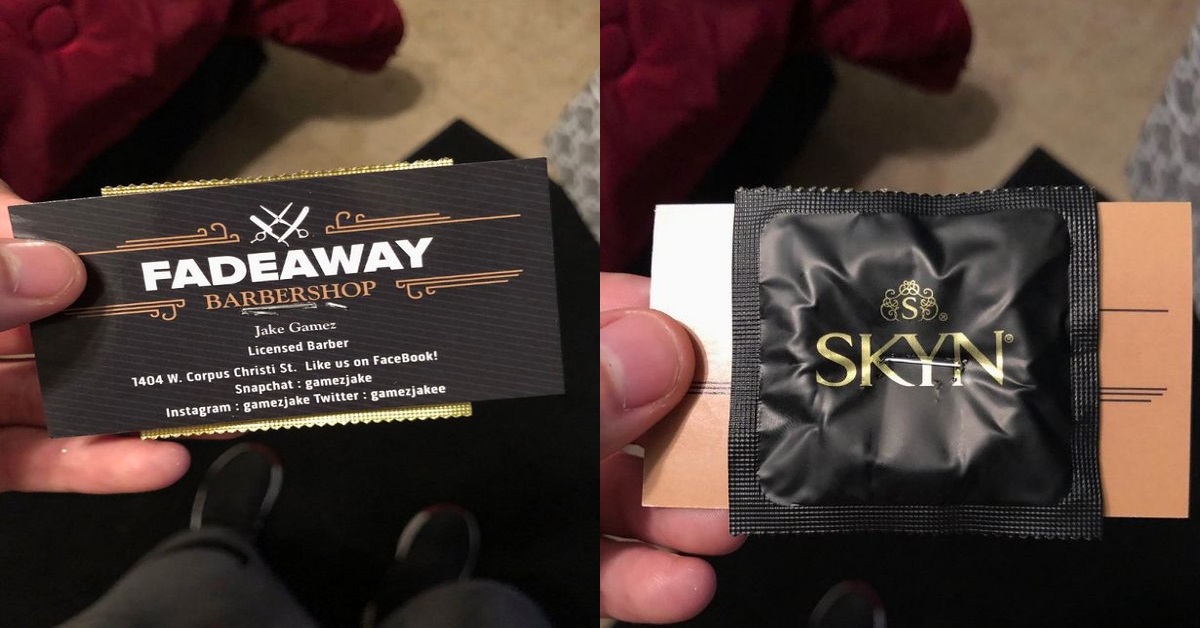 FADEAWAY
BARBERSHOP
Jake Gamez
Licensed Barber
1404 W. Corpus Christi St. Like us on FaceBook!
Snapchat : gamezjake
Instagram : gamezjake Twitter : gamezjakee
S®
SKYN®